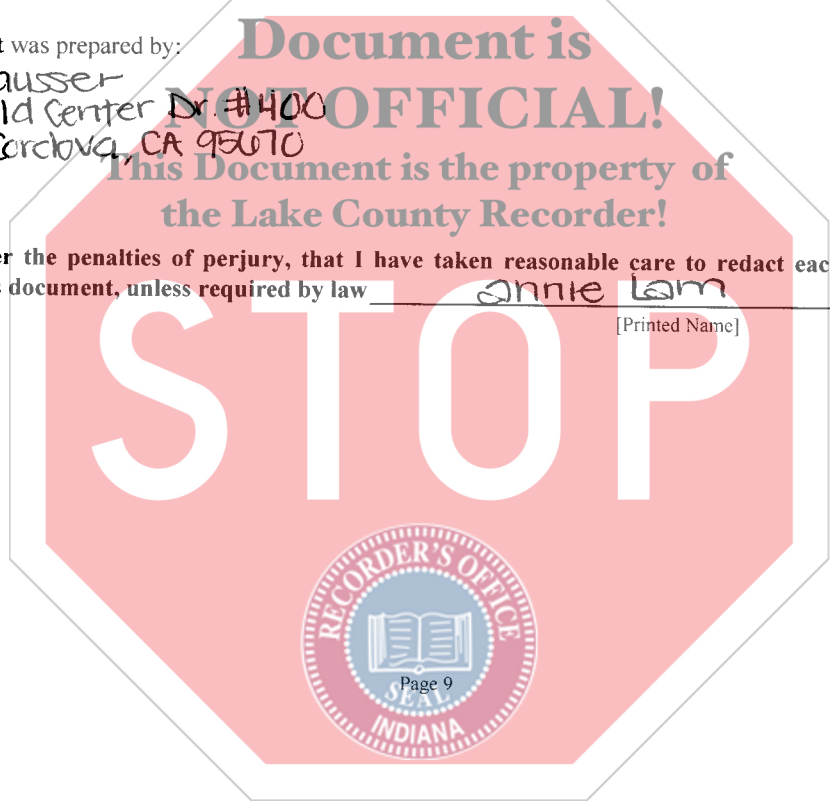 Document is
t was prepared by:
NOT OFFICIAL!
ausser
ld Center Dr. #400
Cordova, CA 95670
This Document is the property of
the Lake County Recorder!
er the penalties of perjury, that I have taken reasonable care to redact eac
s document, unless required by law annie Lam
[Printed Name]
STOP
RECORDER'S OFFICE
Page 9
SEAL
INDIANA